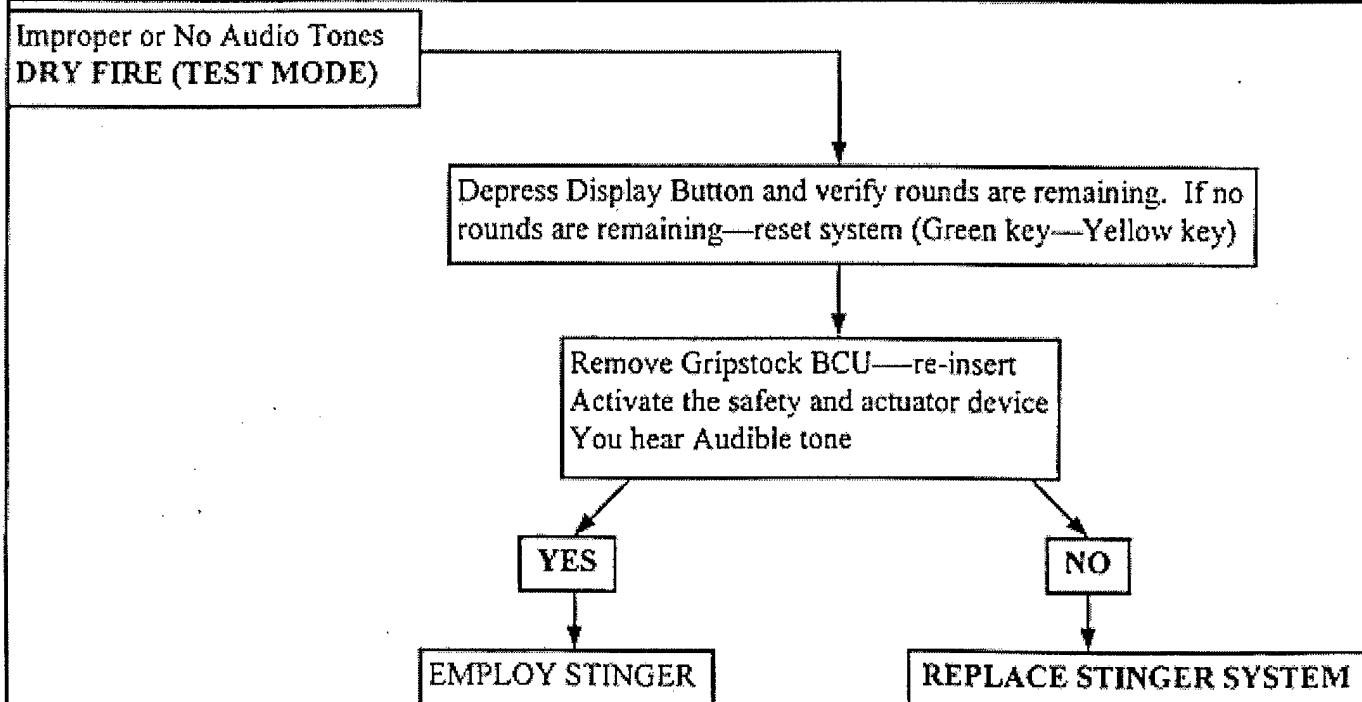 Improper or No Audio Tones
DRY FIRE (TEST MODE)
Depress Display Button and verify rounds are remaining. If no
rounds are remaining—reset system (Green key—Yellow key)
Remove Gripstock BCU—re-insert
Activate the safety and actuator device
You hear Audible tone
YES
NO
EMPLOY STINGER
REPLACE STINGER SYSTEM